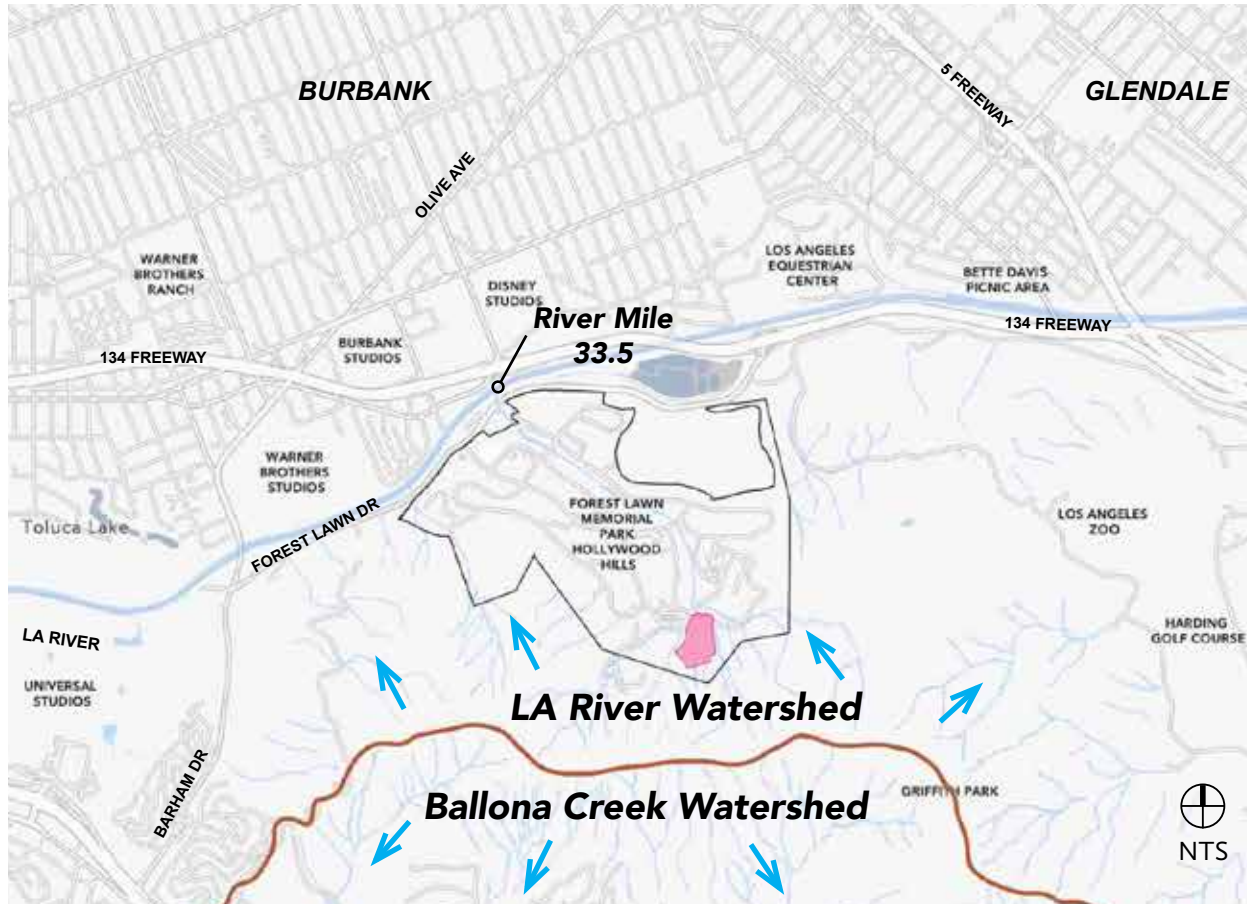 BURBANK
5 FREEWAY
GLENDALE
OLIVE AVE
WARNER
BROTHERS
RANCH
DISNEY
STUDIOS
LOS ANGELES
EQUESTRIAN
CENTER
BETTE DAVIS
PICNIC AREA
River Mile
33.5
134 FREEWAY
134 FREEWAY
BURBANK
STUDIOS
WARNER
BROTHERS
STUDIOS
Toluca Lake
FOREST LAWN DR
FOREST LAWN
MEMORIAL
PARK
HOLLYWOOD
HILLS
LOS ANGELES
ZOO
LA RIVER
HARDING
GOLF COURSE
UNIVERSAL
STUDIOS
LA River Watershed
BARHAM DR
Ballona Creek Watershed
GRIFFITH PARK
NTS